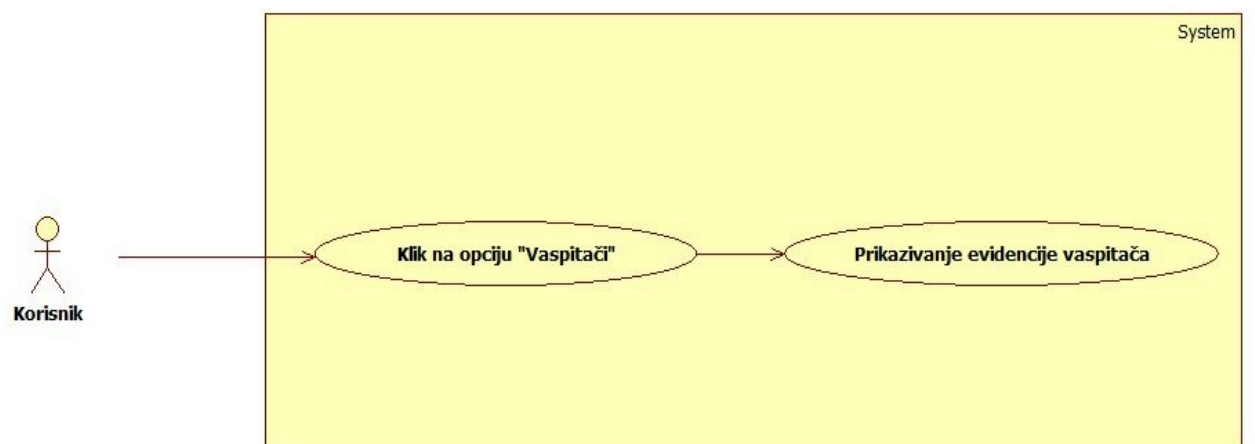 System
Klik na opciju "Vaspitači"
Prikazivanje evidencije vaspitača
Korisnik